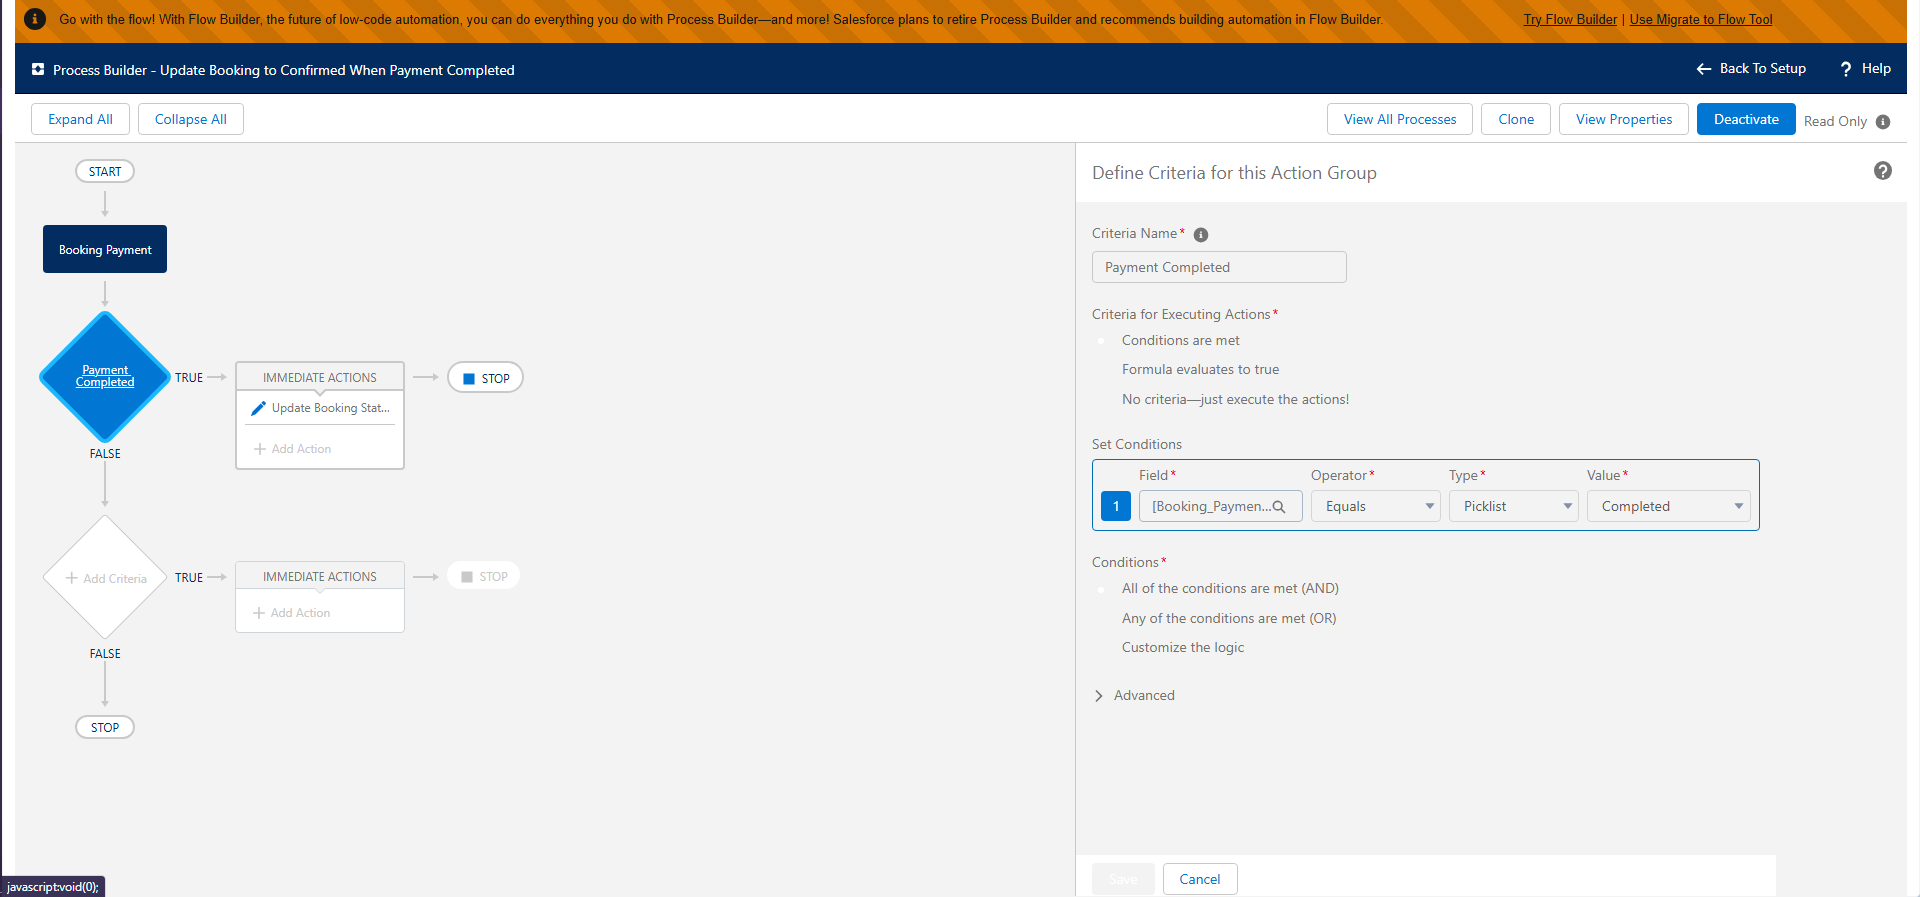 Go with the flow! With Flow Builder, the future of low-code automation, you can do everything you do with Process Builder—and more! Salesforce plans to retire Process Builder and recommends building automation in Flow Builder.
Try Flow Builder | Use Migrate to Flow Tool
Process Builder - Update Booking to Confirmed When Payment Completed
Back To Setup
? Help
Expand All
Collapse All
View All Processes
Clone
View Properties
Deactivate
Read Only
START
Booking Payment
Payment
Completed
TRUE
IMMEDIATE ACTIONS
Update Booking Stat...
+ Add Action
STOP
FALSE
+ Add Criteria
TRUE
IMMEDIATE ACTIONS
+ Add Action
STOP
FALSE
STOP
Define Criteria for this Action Group
Criteria Name*
Payment Completed
Criteria for Executing Actions*
Conditions are met
Formula evaluates to true
No criteria—just execute the actions!
Set Conditions
Field* Operator* Type* Value*
1 [Booking_Paymen... Equals Picklist Completed
Conditions*
All of the conditions are met (AND)
Any of the conditions are met (OR)
Customize the logic
Advanced
Save
Cancel
javascript:void(0);